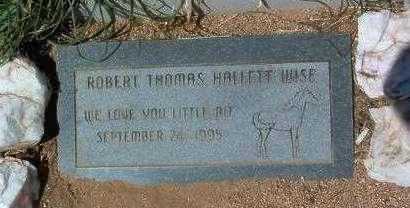 ROBERT THOMAS HALLETT WISE
WE LOVE YOU LITTLE BIT
SEPTEMBER 24, 1995